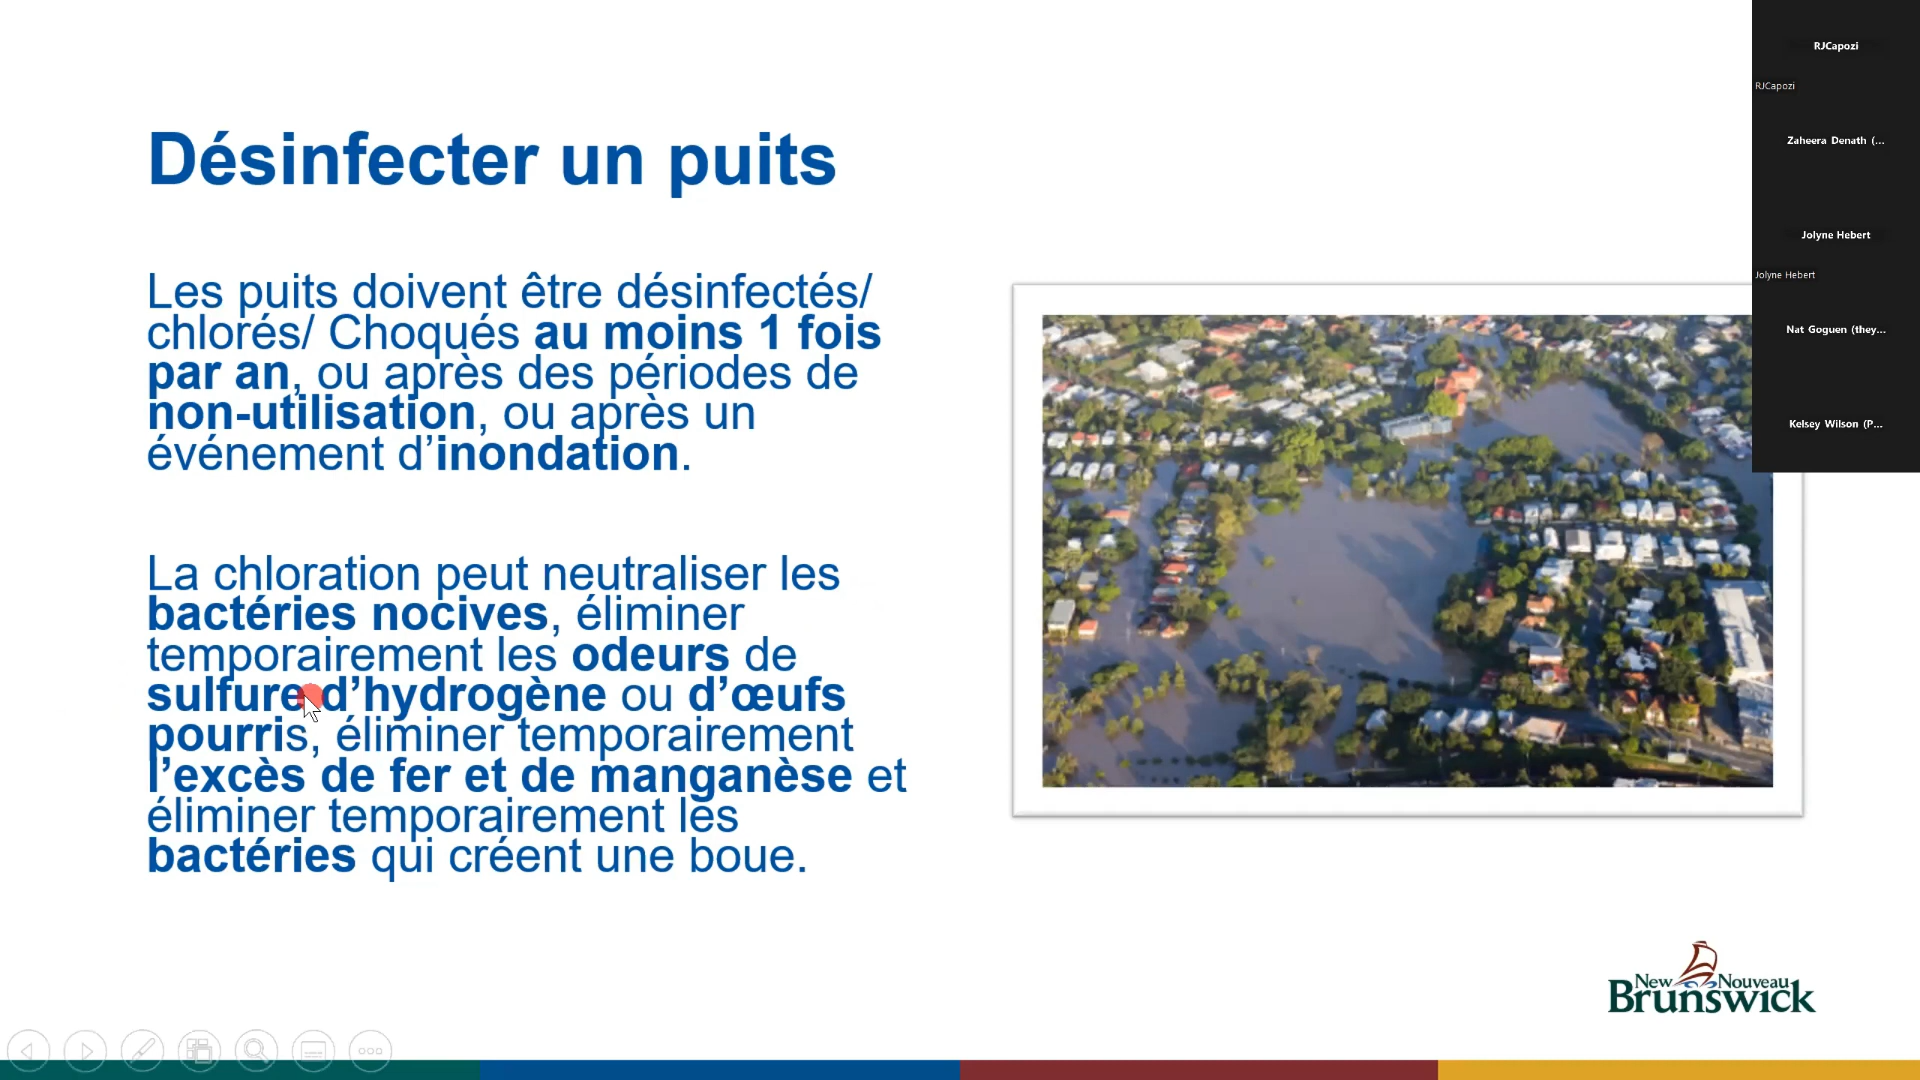 Désinfecter un puits
Les puits doivent être désinfectés/
chlorés/ Choqués au moins 1 fois
par an, ou après des périodes de
non-utilisation, ou après un
événement d’inondation.
La chloration peut neutraliser les
bactéries nocives, éliminer
temporairement les odeurs de
sulfure d’hydrogène ou d’œufs
pourris, éliminer temporairement
l’excès de fer et de manganèse et
éliminer temporairement les
bactéries qui créent une boue.
RJCapozi
RJCapozi
Zaheera Denath (...
Jolyne Hebert
Jolyne Hebert
Nat Goguen (they...
Kelsey Wilson (P...
New Nouveau
Brunswick